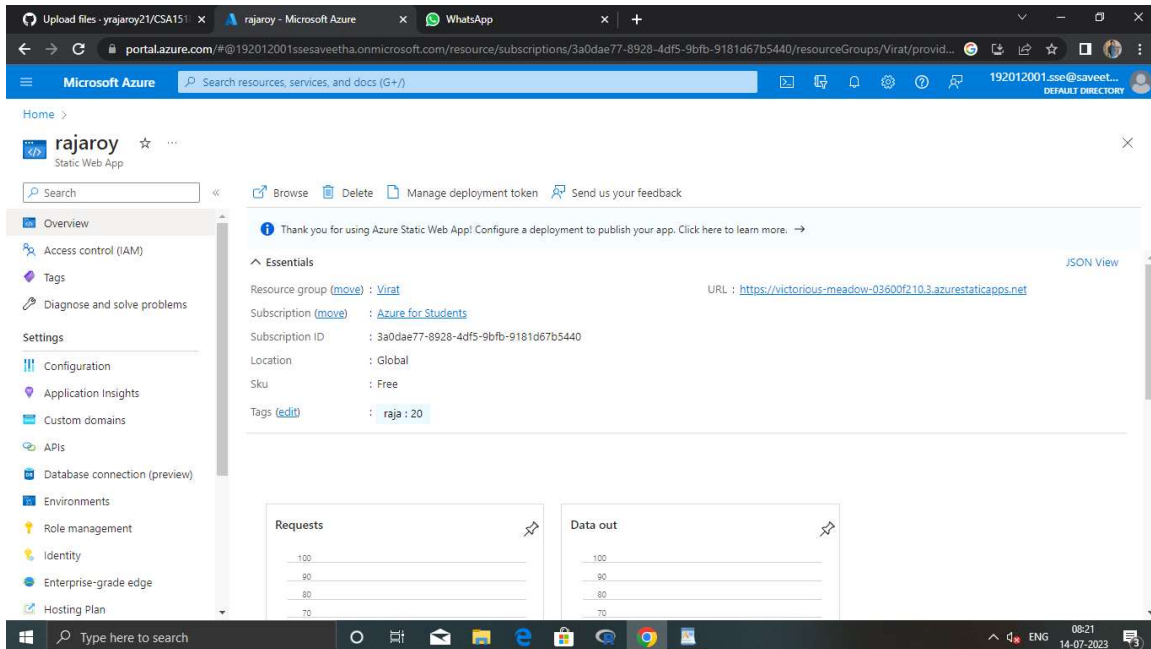 Upload files · yrajaroy21/CSA151
rajaroy - Microsoft Azure
WhatsApp
portal.azure.com/#@192012001ssesaveetha.onmicrosoft.com/resource/subscriptions/3a0dae77-8928-4df5-9bfb-9181d67b5440/resourceGroups/Virat/provid...
Microsoft Azure
Search resources, services, and docs (G+/)
192012001.sse@saveet...
DEFAULT DIRECTORY
Home >
rajaroy
Static Web App
Search
Browse Delete Manage deployment token Send us your feedback
Overview
Thank you for using Azure Static Web App! Configure a deployment to publish your app. Click here to learn more. →
Access control (IAM)
Tags
Diagnose and solve problems
Settings
Configuration
Application Insights
Custom domains
APIs
Database connection (preview)
Environments
Role management
Identity
Enterprise-grade edge
Hosting Plan
Essentials
JSON View
Resource group (move) : Virat
URL : https://victorious-meadow-03600f210.3.azurestaticapps.net
Subscription (move) : Azure for Students
Subscription ID : 3a0dae77-8928-4df5-9bfb-9181d67b5440
Location : Global
Sku : Free
Tags (edit) : raja : 20
Requests
100
90
80
70
Data out
100
90
80
70
Type here to search
ENG
08:21
14-07-2023
3